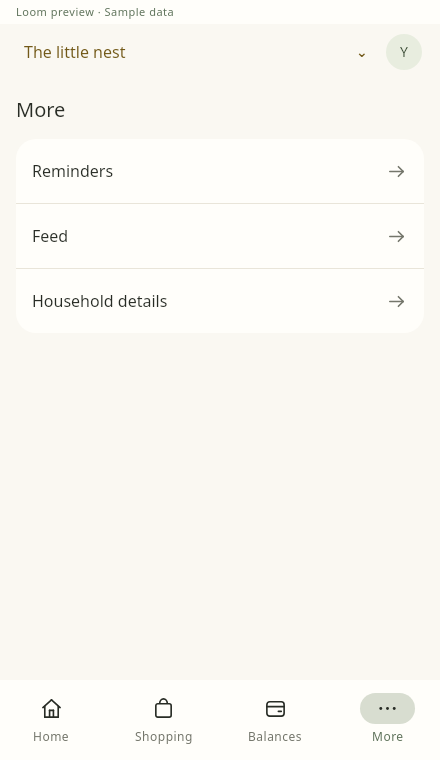 Loom preview · Sample data
The little nest
Y
More
Reminders
Feed
Household details
Home
Shopping
Balances
More